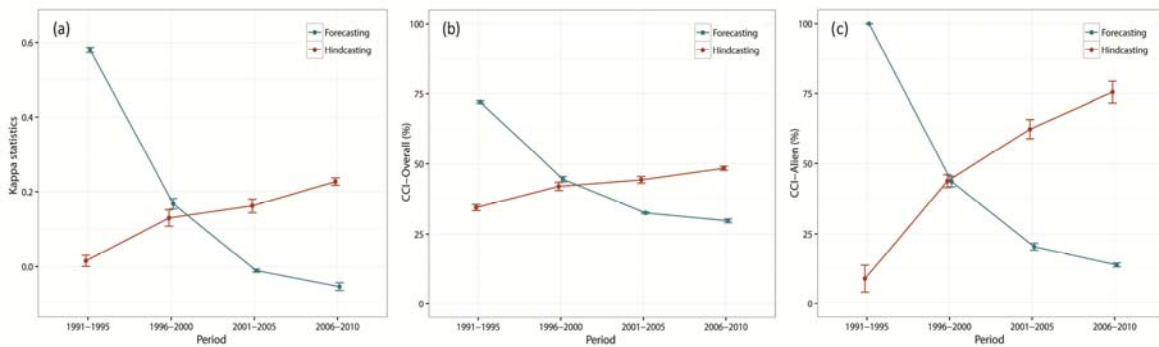 (a)
Forecasting
Hindcasting
Kappa statistics
0.6
0.4
0.2
0.0
1991−1995 1996−2000 2001−2005 2006−2010
Period
(b)
Forecasting
Hindcasting
CCI−Overall (%)
100
75
50
25
0
1991−1995 1996−2000 2001−2005 2006−2010
Period
(c)
Forecasting
Hindcasting
CCI−Alien (%)
100
75
50
25
0
1991−1995 1996−2000 2001−2005 2006−2010
Period